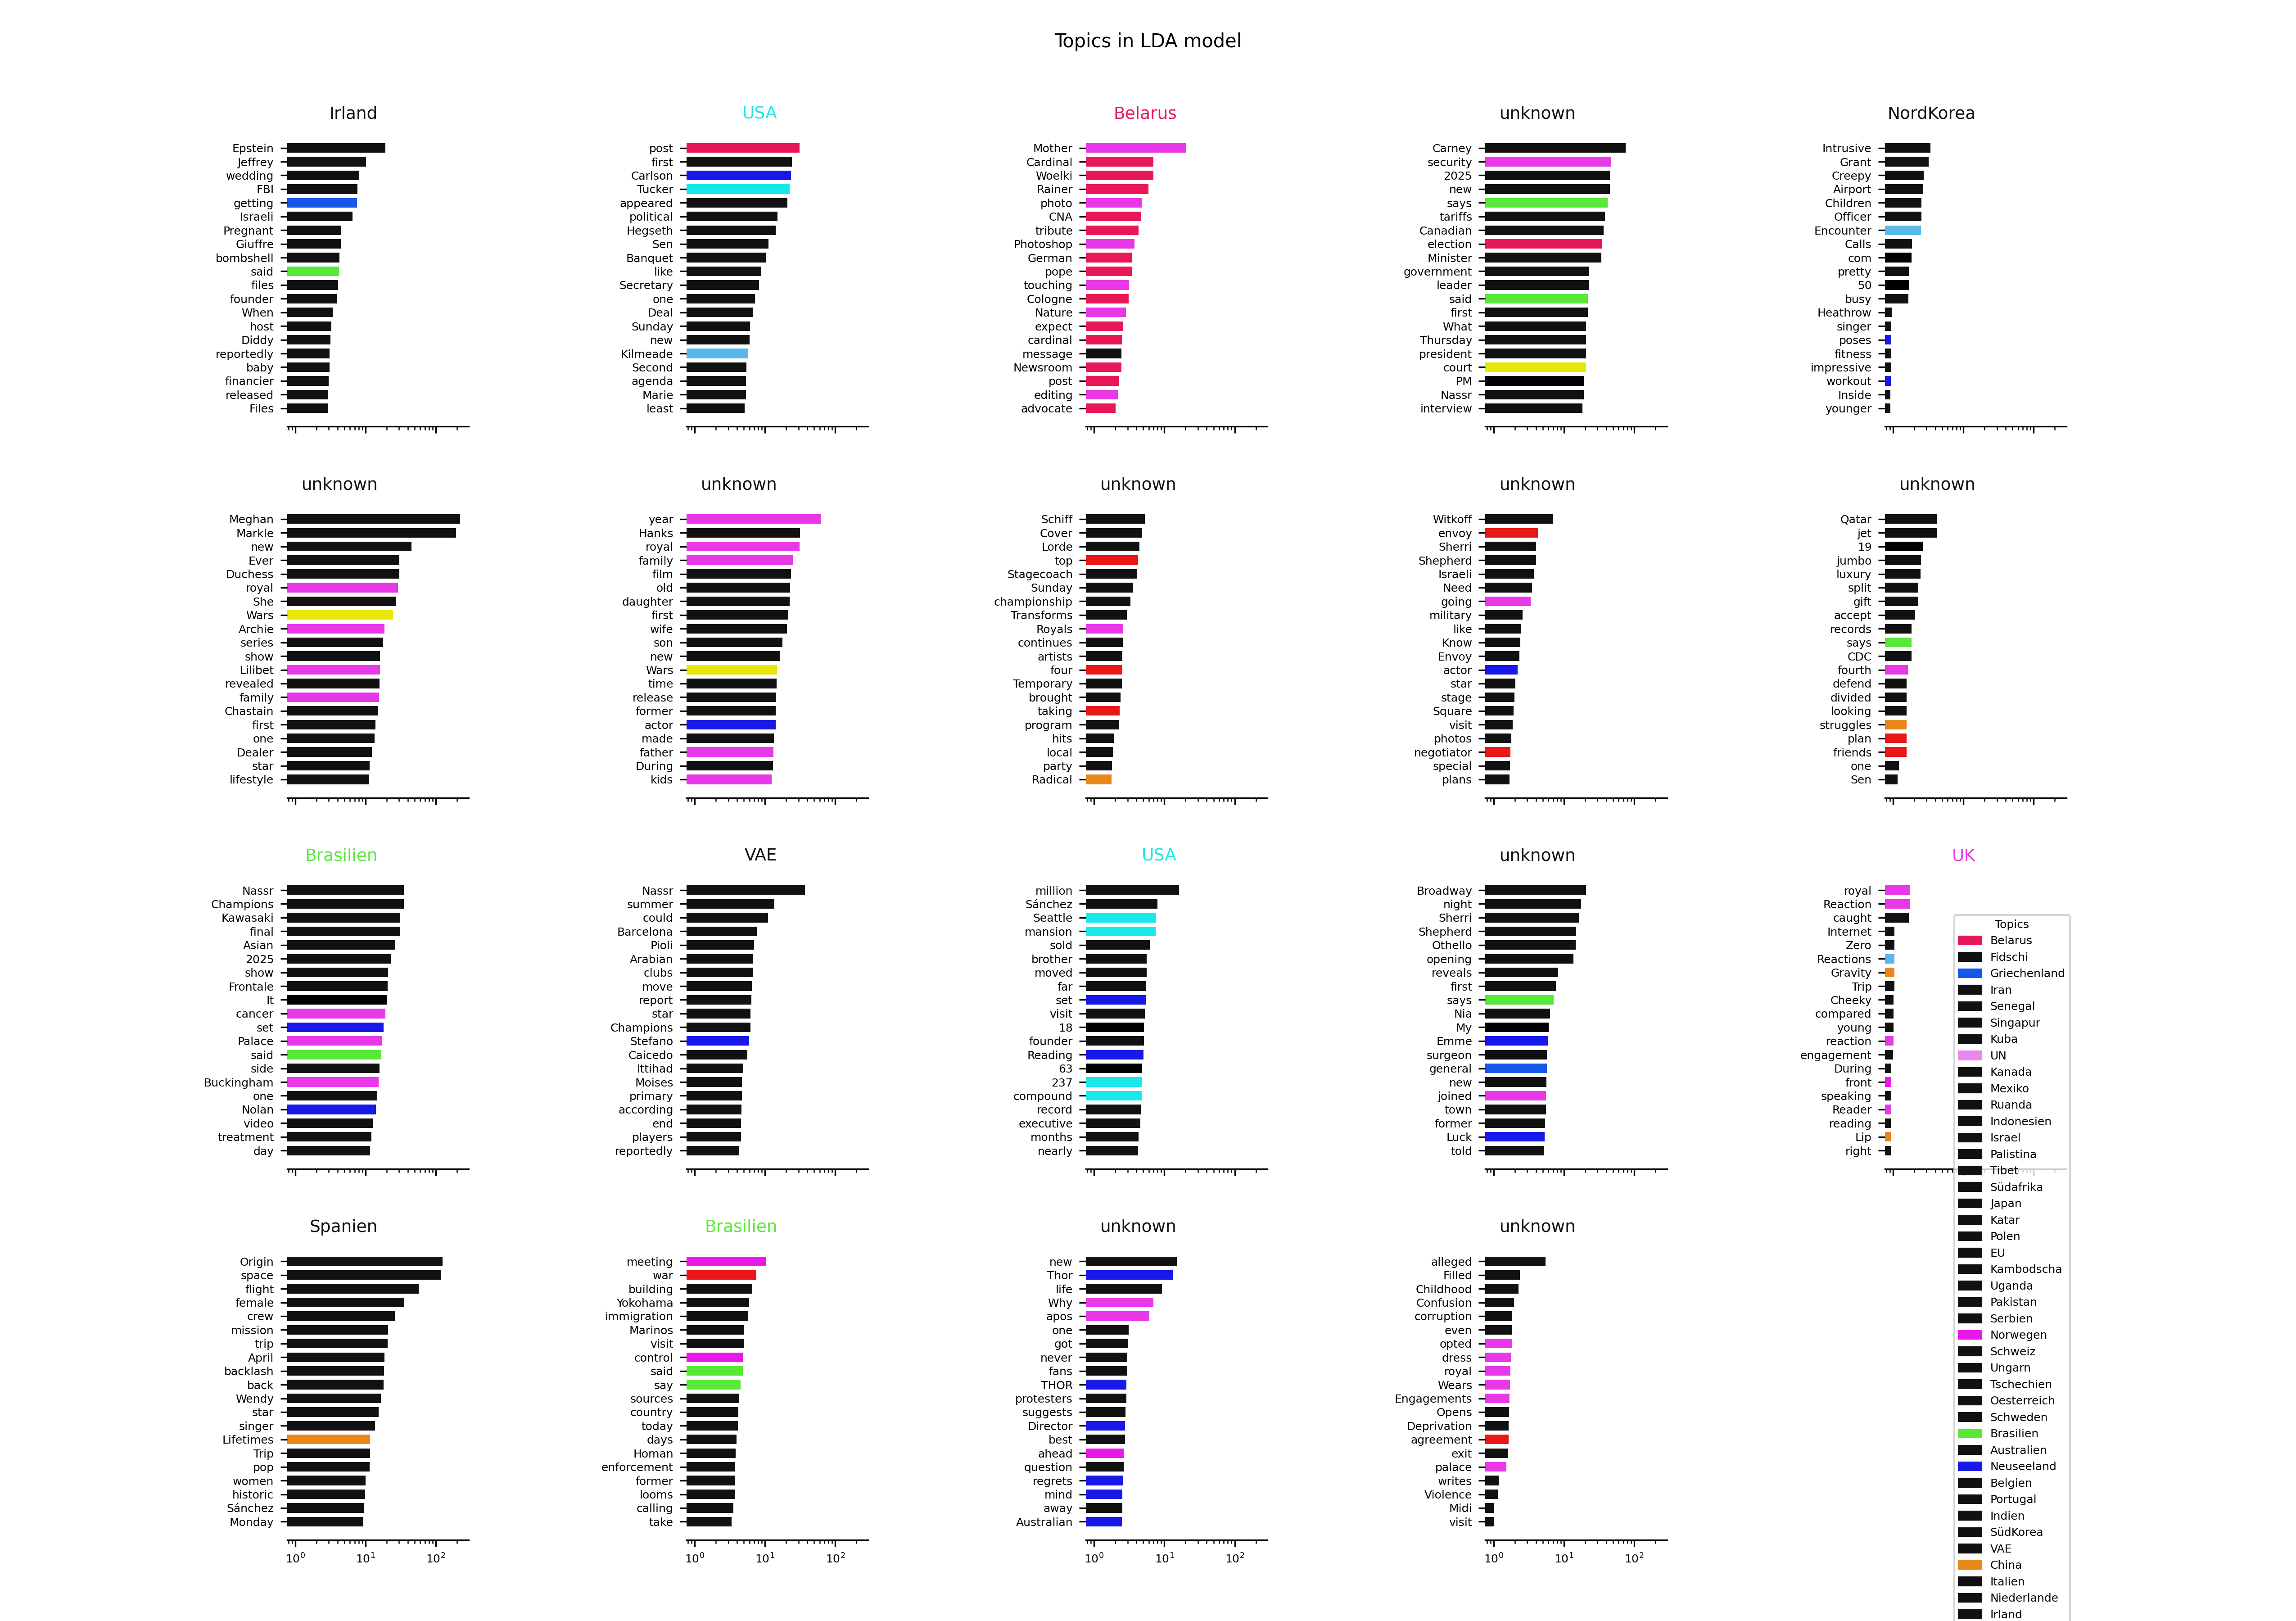 Topics in LDA model
Irland
Epstein
Jeffrey
wedding
FBI
getting
Israeli
Pregnant
Giuffre
bombshell
said
files
founder
When
host
Diddy
reportedly
baby
financier
released
Files
USA
post
first
Carlson
Tucker
appeared
political
Hegseth
Sen
Banquet
like
Secretary
one
Deal
Sunday
new
Kilmeade
Second
agenda
Marie
least
Belarus
Mother
Cardinal
Woelki
Rainer
photo
CNA
tribute
Photoshop
German
pope
touching
Cologne
Nature
expect
cardinal
message
Newsroom
post
editing
advocate
unknown
Carney
security
2025
new
says
tariffs
Canadian
election
Minister
government
leader
said
first
What
Thursday
president
court
PM
Nassr
interview
NordKorea
Intrusive
Grant
Creepy
Airport
Children
Officer
Encounter
Calls
com
pretty
50
busy
Heathrow
singer
poses
fitness
impressive
workout
Inside
younger
unknown
Meghan
Markle
new
Ever
Duchess
royal
She
Wars
Archie
series
show
Lilibet
revealed
family
Chastain
first
one
Dealer
star
lifestyle
unknown
year
Hanks
royal
family
film
old
daughter
first
wife
son
new
Wars
time
release
former
actor
made
father
During
kids
unknown
Schiff
Cover
Lorde
top
Stagecoach
Sunday
championship
Transforms
Royals
continues
artists
four
Temporary
brought
taking
program
hits
local
party
Radical
unknown
Witkoff
envoy
Sherri
Shepherd
Israeli
Need
going
military
like
Know
Envoy
actor
star
stage
Square
visit
photos
negotiator
special
plans
unknown
Qatar
jet
19
jumbo
luxury
split
gift
accept
records
says
CDC
fourth
defend
divided
looking
struggles
plan
friends
one
Sen
Brasilien
Nassr
Champions
Kawasaki
final
Asian
2025
show
Frontale
It
cancer
set
Palace
said
side
Buckingham
one
Nolan
video
treatment
day
VAE
Nassr
summer
could
Barcelona
Pioli
Arabian
clubs
move
report
star
Champions
Stefano
Caicedo
Ittihad
Moises
primary
according
end
players
reportedly
USA
million
Sánchez
Seattle
mansion
sold
brother
moved
far
set
visit
18
founder
Reading
63
237
compound
record
executive
months
nearly
unknown
Broadway
night
Sherri
Shepherd
Othello
opening
reveals
first
says
Nia
My
Emme
surgeon
general
new
joined
town
former
Luck
told
UK
royal
Reaction
caught
Internet
Zero
Reactions
Gravity
Trip
Cheeky
compared
young
reaction
engagement
During
front
speaking
Reader
reading
Lip
right
Spanien
Origin
space
flight
female
crew
mission
trip
April
backlash
back
Wendy
star
singer
Lifetimes
Trip
pop
women
historic
Sánchez
Monday
10⁰ 10¹ 10²
Brasilien
meeting
war
building
Yokohama
immigration
Marinos
visit
control
said
say
sources
country
today
days
Homan
enforcement
former
looms
calling
take
10⁰ 10¹ 10²
unknown
new
Thor
life
Why
apos
one
got
never
fans
THOR
protesters
suggests
Director
best
ahead
question
regrets
mind
away
Australian
10⁰ 10¹ 10²
unknown
alleged
Filled
Childhood
Confusion
corruption
even
opted
dress
royal
Wears
Engagements
Opens
Deprivation
agreement
exit
palace
writes
Violence
Midi
visit
10⁰ 10¹ 10²
Topics
Belarus
Fidschi
Griechenland
Iran
Senegal
Singapur
Kuba
UN
Kanada
Mexiko
Ruanda
Indonesien
Israel
Palistina
Tibet
Südafrika
Japan
Katar
Polen
EU
Kambodscha
Uganda
Pakistan
Serbien
Norwegen
Schweiz
Ungarn
Tschechien
Oesterreich
Schweden
Brasilien
Australien
Neuseeland
Belgien
Portugal
Indien
SüdKorea
VAE
China
Italien
Niederlande
Irland